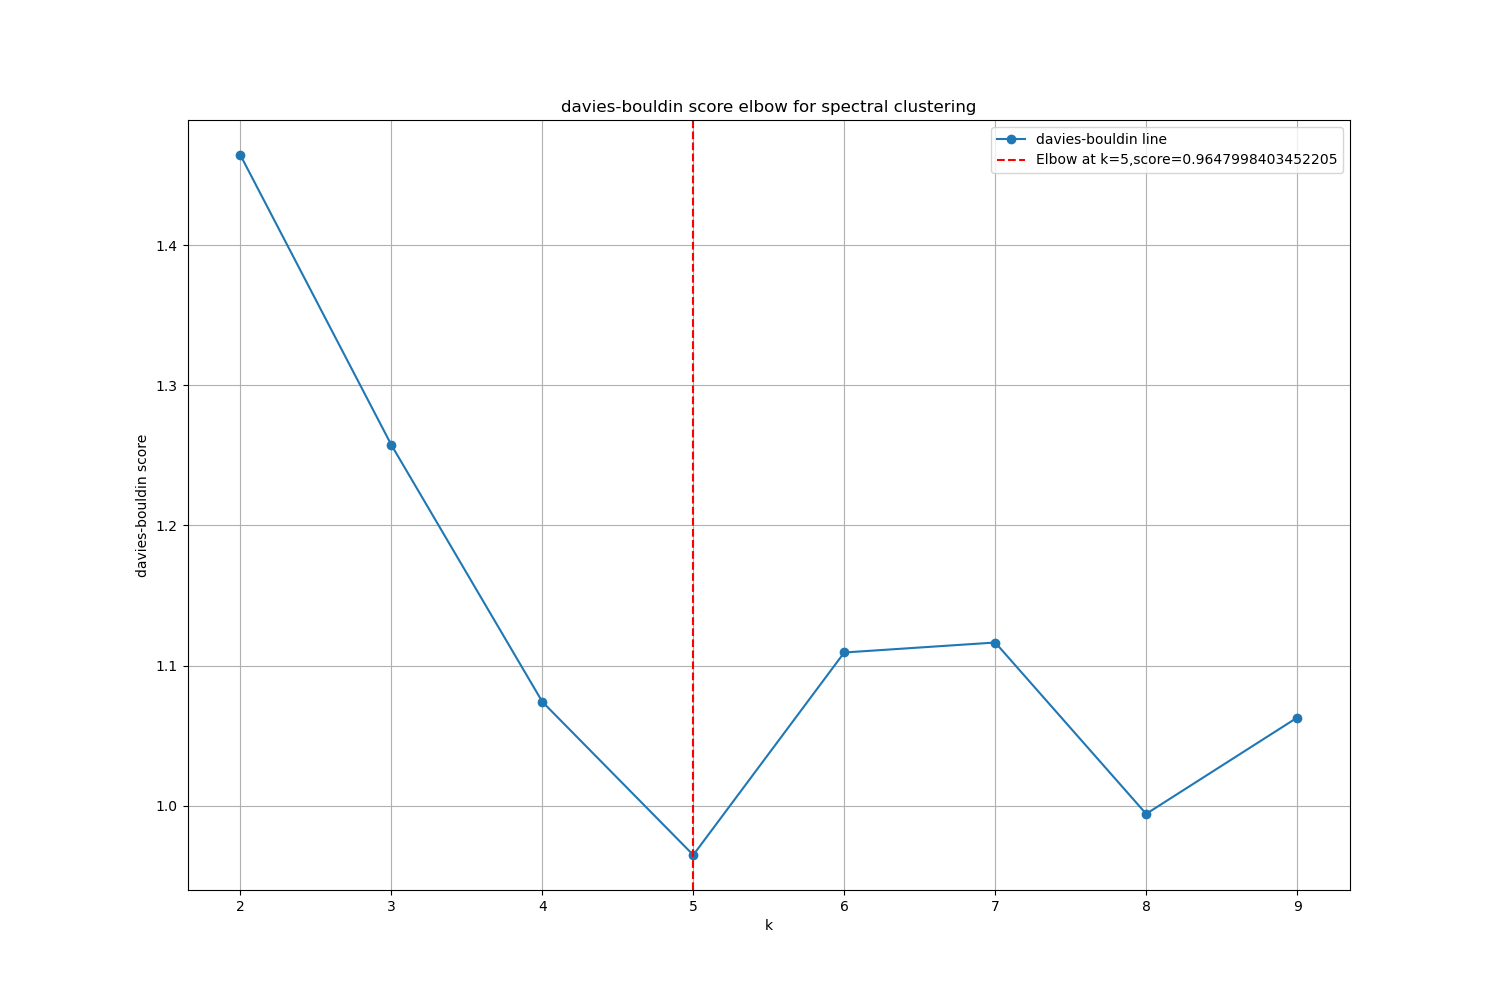 davies-bouldin score elbow for spectral clustering
davies-bouldin line
Elbow at k=5,score=0.9647998403452205
1.4
1.3
1.2
1.1
1.0
davies-bouldin score
2 3 4 5 6 7 8 9
k